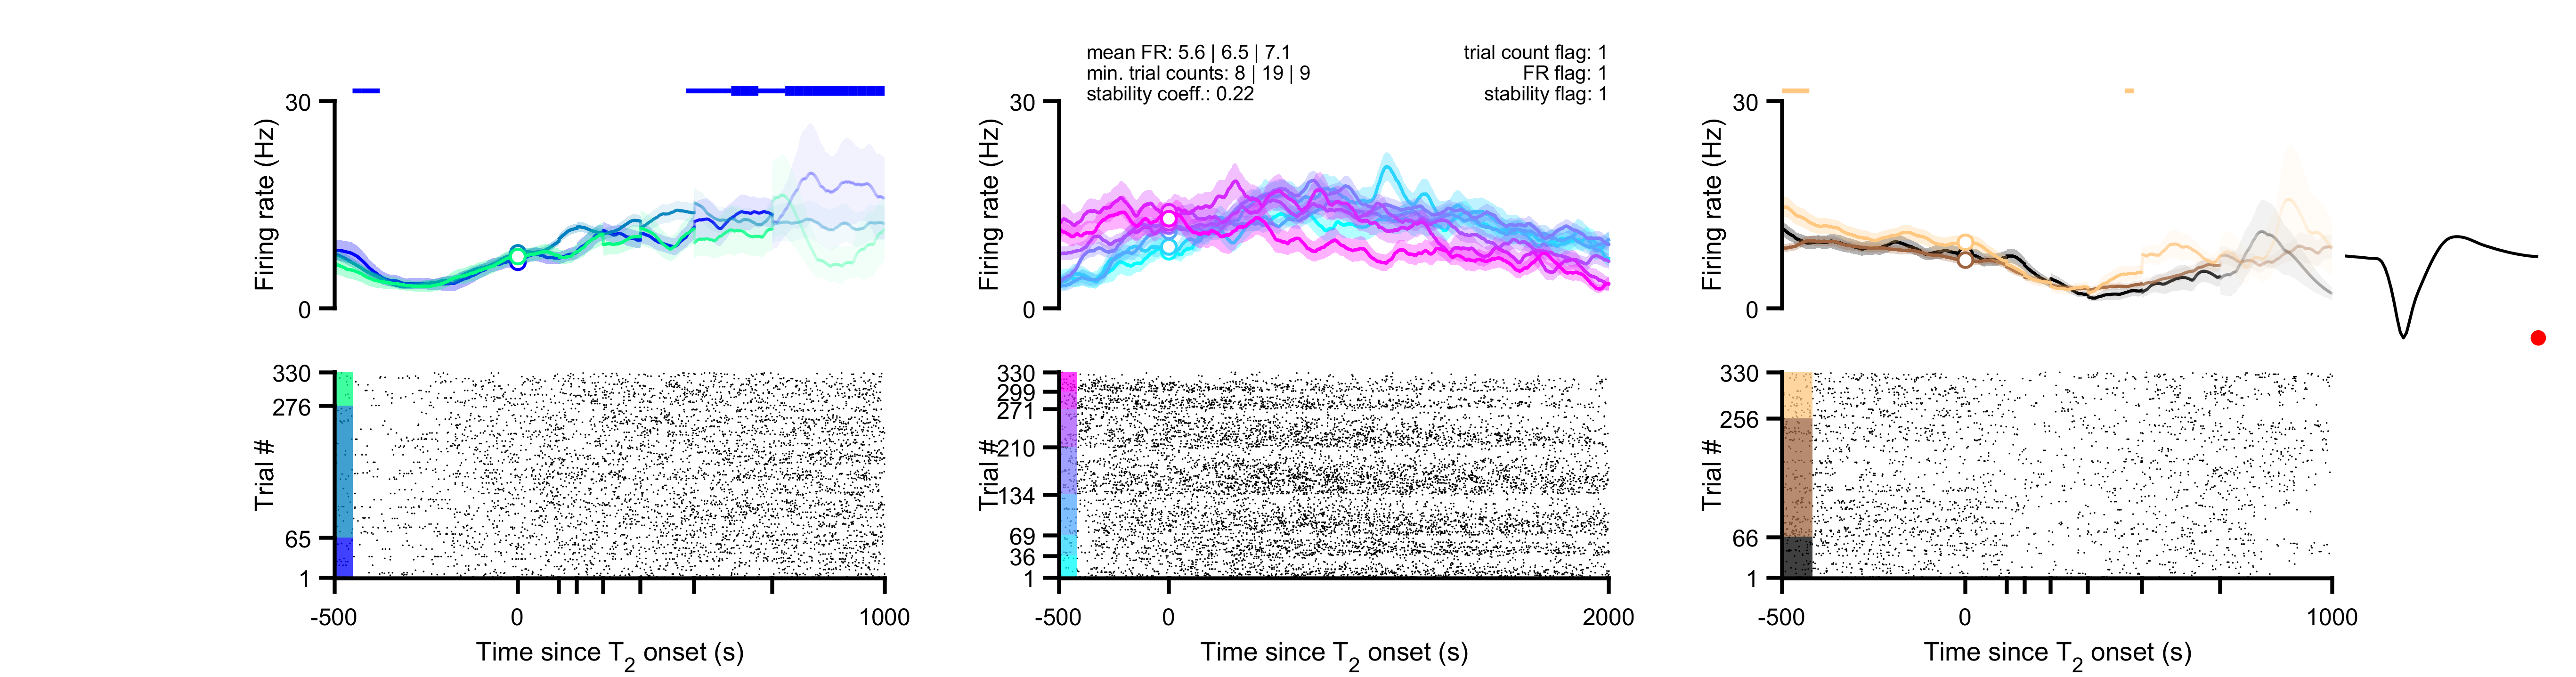 mean FR: 5.6 | 6.5 | 7.1
min. trial counts: 8 | 19 | 9
stability coeff.: 0.22
trial count flag: 1
FR flag: 1
stability flag: 1
30
Firing rate (Hz)
0
330
276
Trial #
65
1
-500
0
1000
Time since T2 onset (s)
30
Firing rate (Hz)
0
330
299
271
210
Trial #
134
69
36
1
-500
0
2000
Time since T2 onset (s)
30
Firing rate (Hz)
0
330
256
Trial #
66
1
-500
0
1000
Time since T2 onset (s)